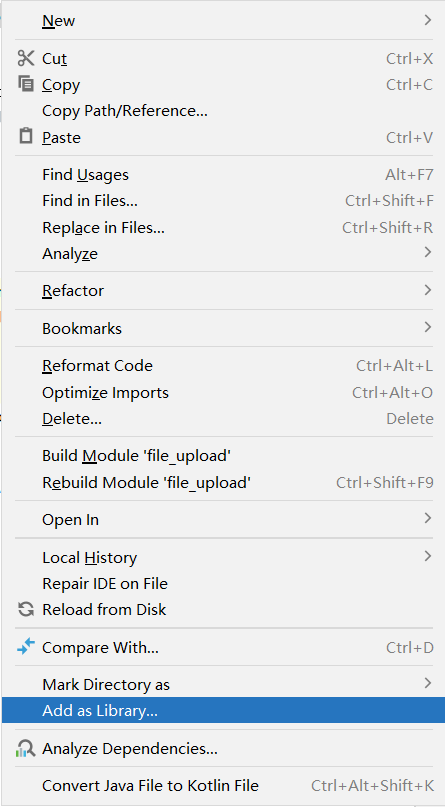 New
Cut Ctrl+X
Copy Ctrl+C
Copy Path/Reference...
Paste Ctrl+V
Find Usages Alt+F7
Find in Files... Ctrl+Shift+F
Replace in Files... Ctrl+Shift+R
Analyze
Refactor
Bookmarks
Reformat Code Ctrl+Alt+L
Optimize Imports Ctrl+Alt+O
Delete... Delete
Build Module 'file_upload'
Rebuild Module 'file_upload' Ctrl+Shift+F9
Open In
Local History
Repair IDE on File
Reload from Disk
Compare With... Ctrl+D
Mark Directory as
Add as Library...
Analyze Dependencies...
Convert Java File to Kotlin File Ctrl+Alt+Shift+K